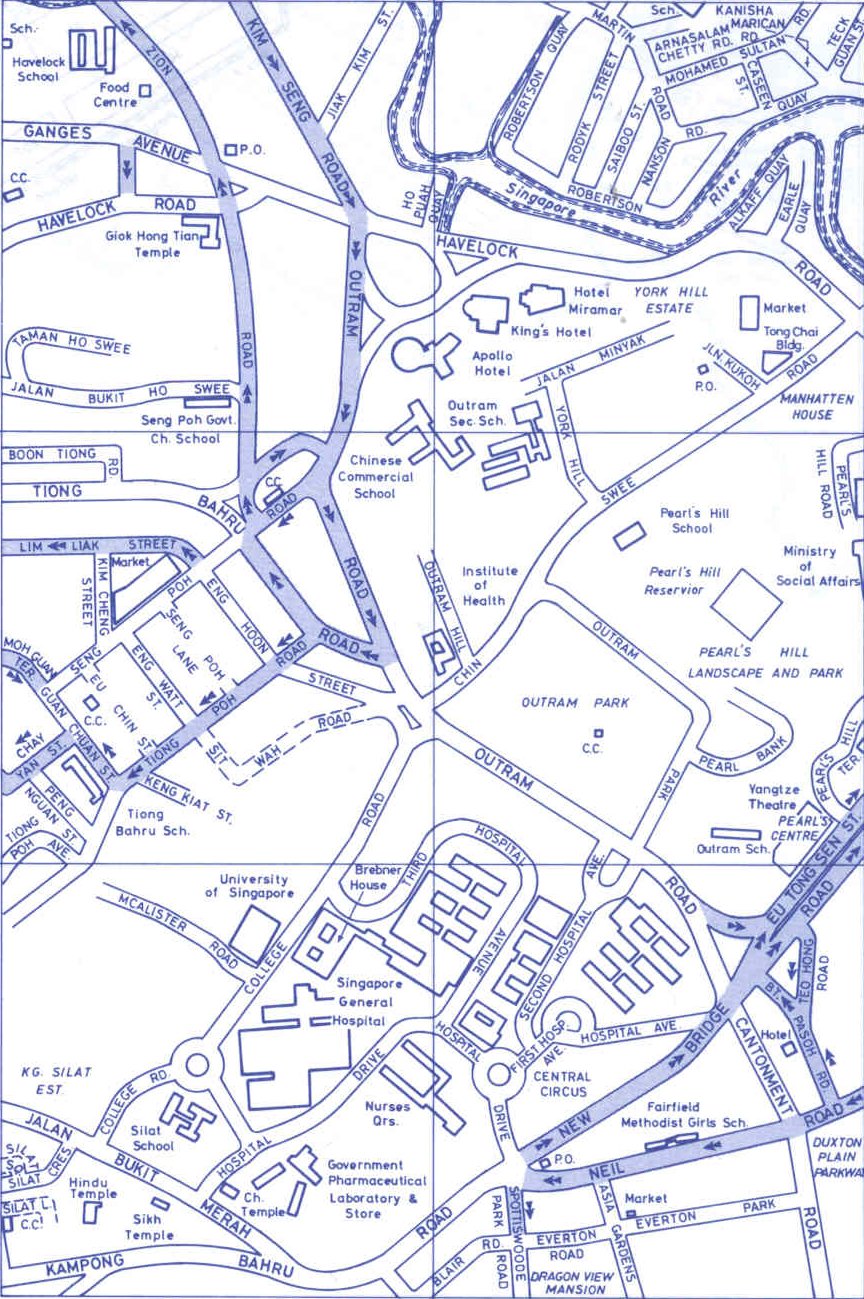 Sch.
Havelock
School
Food
Centre
ZION
KIM SENG ROAD
JIAK KIM ST.
GANGES AVENUE
P.O.
C.C.
HAVELOCK ROAD
Giok Hong Tian
Temple
HO PUAH QUAY
ROBERTSON QUAY
RODYK STREET
SAIBOO ST.
MARTIN ROAD
NANSON RD.
ROBERTSON
Singapore River
Sch.
KANISHA
MARICAN RD.
ARNASALAM
CHETTY RD.
MOHAMED SULTAN RD
CASEEN ST.
QUAY
TECK GUAN ST
ALKAFF QUAY
EARLE QUAY
HAVELOCK ROAD
TAMAN HO SWEE
JALAN BUKIT HO SWEE
ROAD
OUTRAM
Seng Poh Govt.
Ch. School
Hotel
Miramar
King's Hotel
YORK HILL
ESTATE
Market
Tong Chai
Bldg.
Apollo
Hotel
JALAN MINYAK
JLN. KUKOH
P.O.
ROAD
MANHATTEN
HOUSE
Outram
Sec. Sch.
YORK HILL
BOON TIONG RD
TIONG BAHRU
C.C.
ROAD
Chinese
Commercial
School
SWEE
PEARL'S HILL ROAD
Pearl's Hill
School
LIM LIAK STREET
Market
KIM CHENG STREET
POH
ENG HOON
SENG POH LANE
ROAD
Institute
of
Health
OUTRAM HILL
Pearl's Hill
Reservior
Ministry of
Social Affairs
PEARL'S HILL
LANDSCAPE AND PARK
MOH GUAN TER.
SENG
EU CHIN ST.
ENG WATT ST.
ROAD
ROAD
STREET
CHIN
OUTRAM
OUTRAM PARK
C.C.
C.C.
GUAN CHUAN ST.
CHAY YAN ST.
TIONG POH
SIT WAH ROAD
PEARL BANK
PARK
PEARL'S HILL TER.
PENG NGUAN ST.
TIONG POH AVE.
KENG KIAT ST.
Tiong
Bahru Sch.
OUTRAM
Yangtze
Theatre
PEARL'S
CENTRE
Outram Sch.
EU TONG SEN ST.
ROAD
ROAD
University
of Singapore
Brebner
House
THIRD HOSPITAL AVENUE
AVE.
ROAD
MCALISTER ROAD
COLLEGE
Singapore
General
Hospital
SECOND HOSPITAL
TEO HONG ROAD
BT. PASOH RD
KG. SILAT
EST.
COLLEGE RD.
DRIVE
HOSPITAL
FIRST HOSP. AVE.
HOSPITAL AVE.
CENTRAL
CIRCUS
BRIDGE
CANTONMENT
Hotel
JALAN BUKIT MERAH
Silat
School
Nurses
Qrs.
DRIVE
NEW
Fairfield
Methodist Girls Sch.
ROAD
DUXTON
PLAIN
PARKWAY
HOSPITAL
SILAT
CRES
SILAT
C.C.
Hindu
Temple
Sikh
Temple
Ch.
Temple
Government
Pharmaceutical
Laboratory &
Store
P.O.
NEIL
Market
PARK ROAD
SPOTTISWOODE
ASIA GARDENS
EVERTON PARK
EVERTON
ROAD
ROAD
KAMPONG BAHRU ROAD
BLAIR RD.
DRAGON VIEW
MANSION